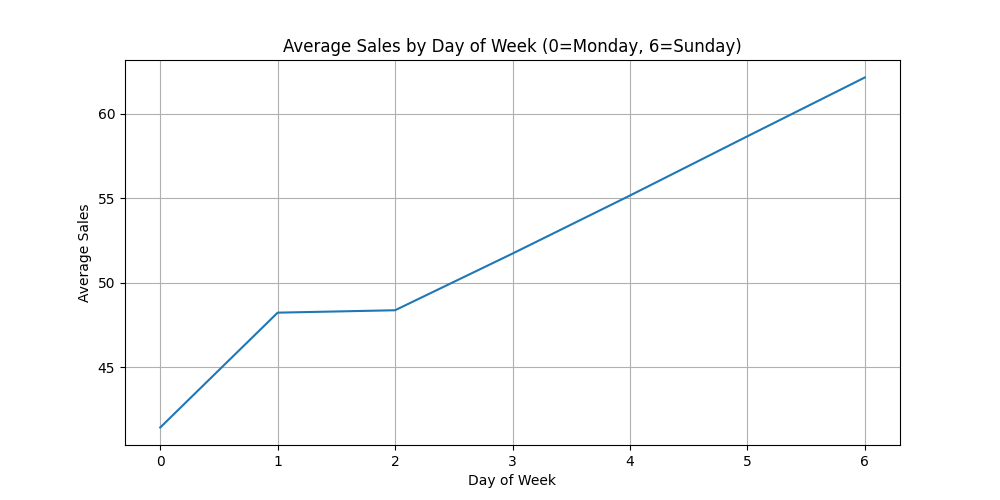 Average Sales by Day of Week (0=Monday, 6=Sunday)
Average Sales
60
55
50
45
0 1 2 3 4 5 6
Day of Week